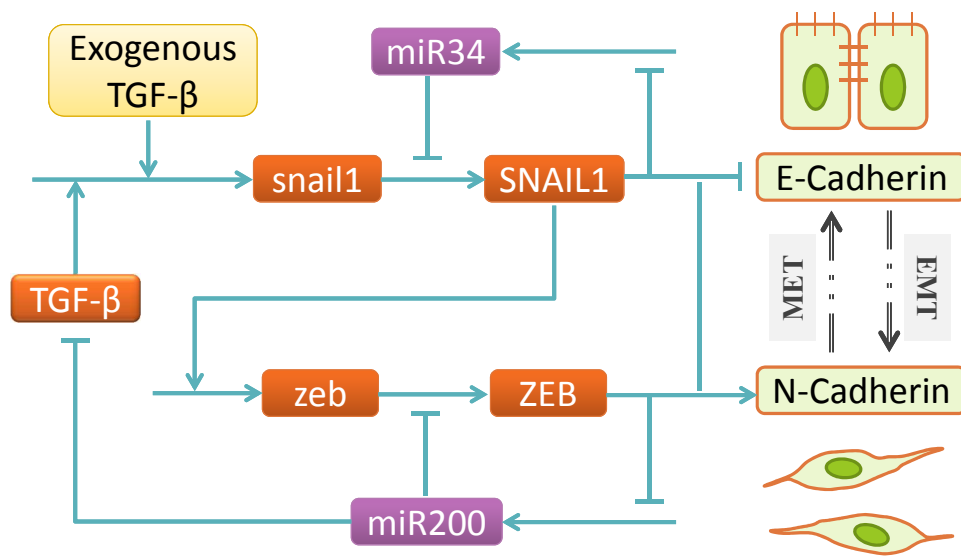 Exogenous
TGF-β
miR34
snail1
SNAIL1
E-Cadherin
MET
EMT
TGF-β
zeb
ZEB
N-Cadherin
miR200